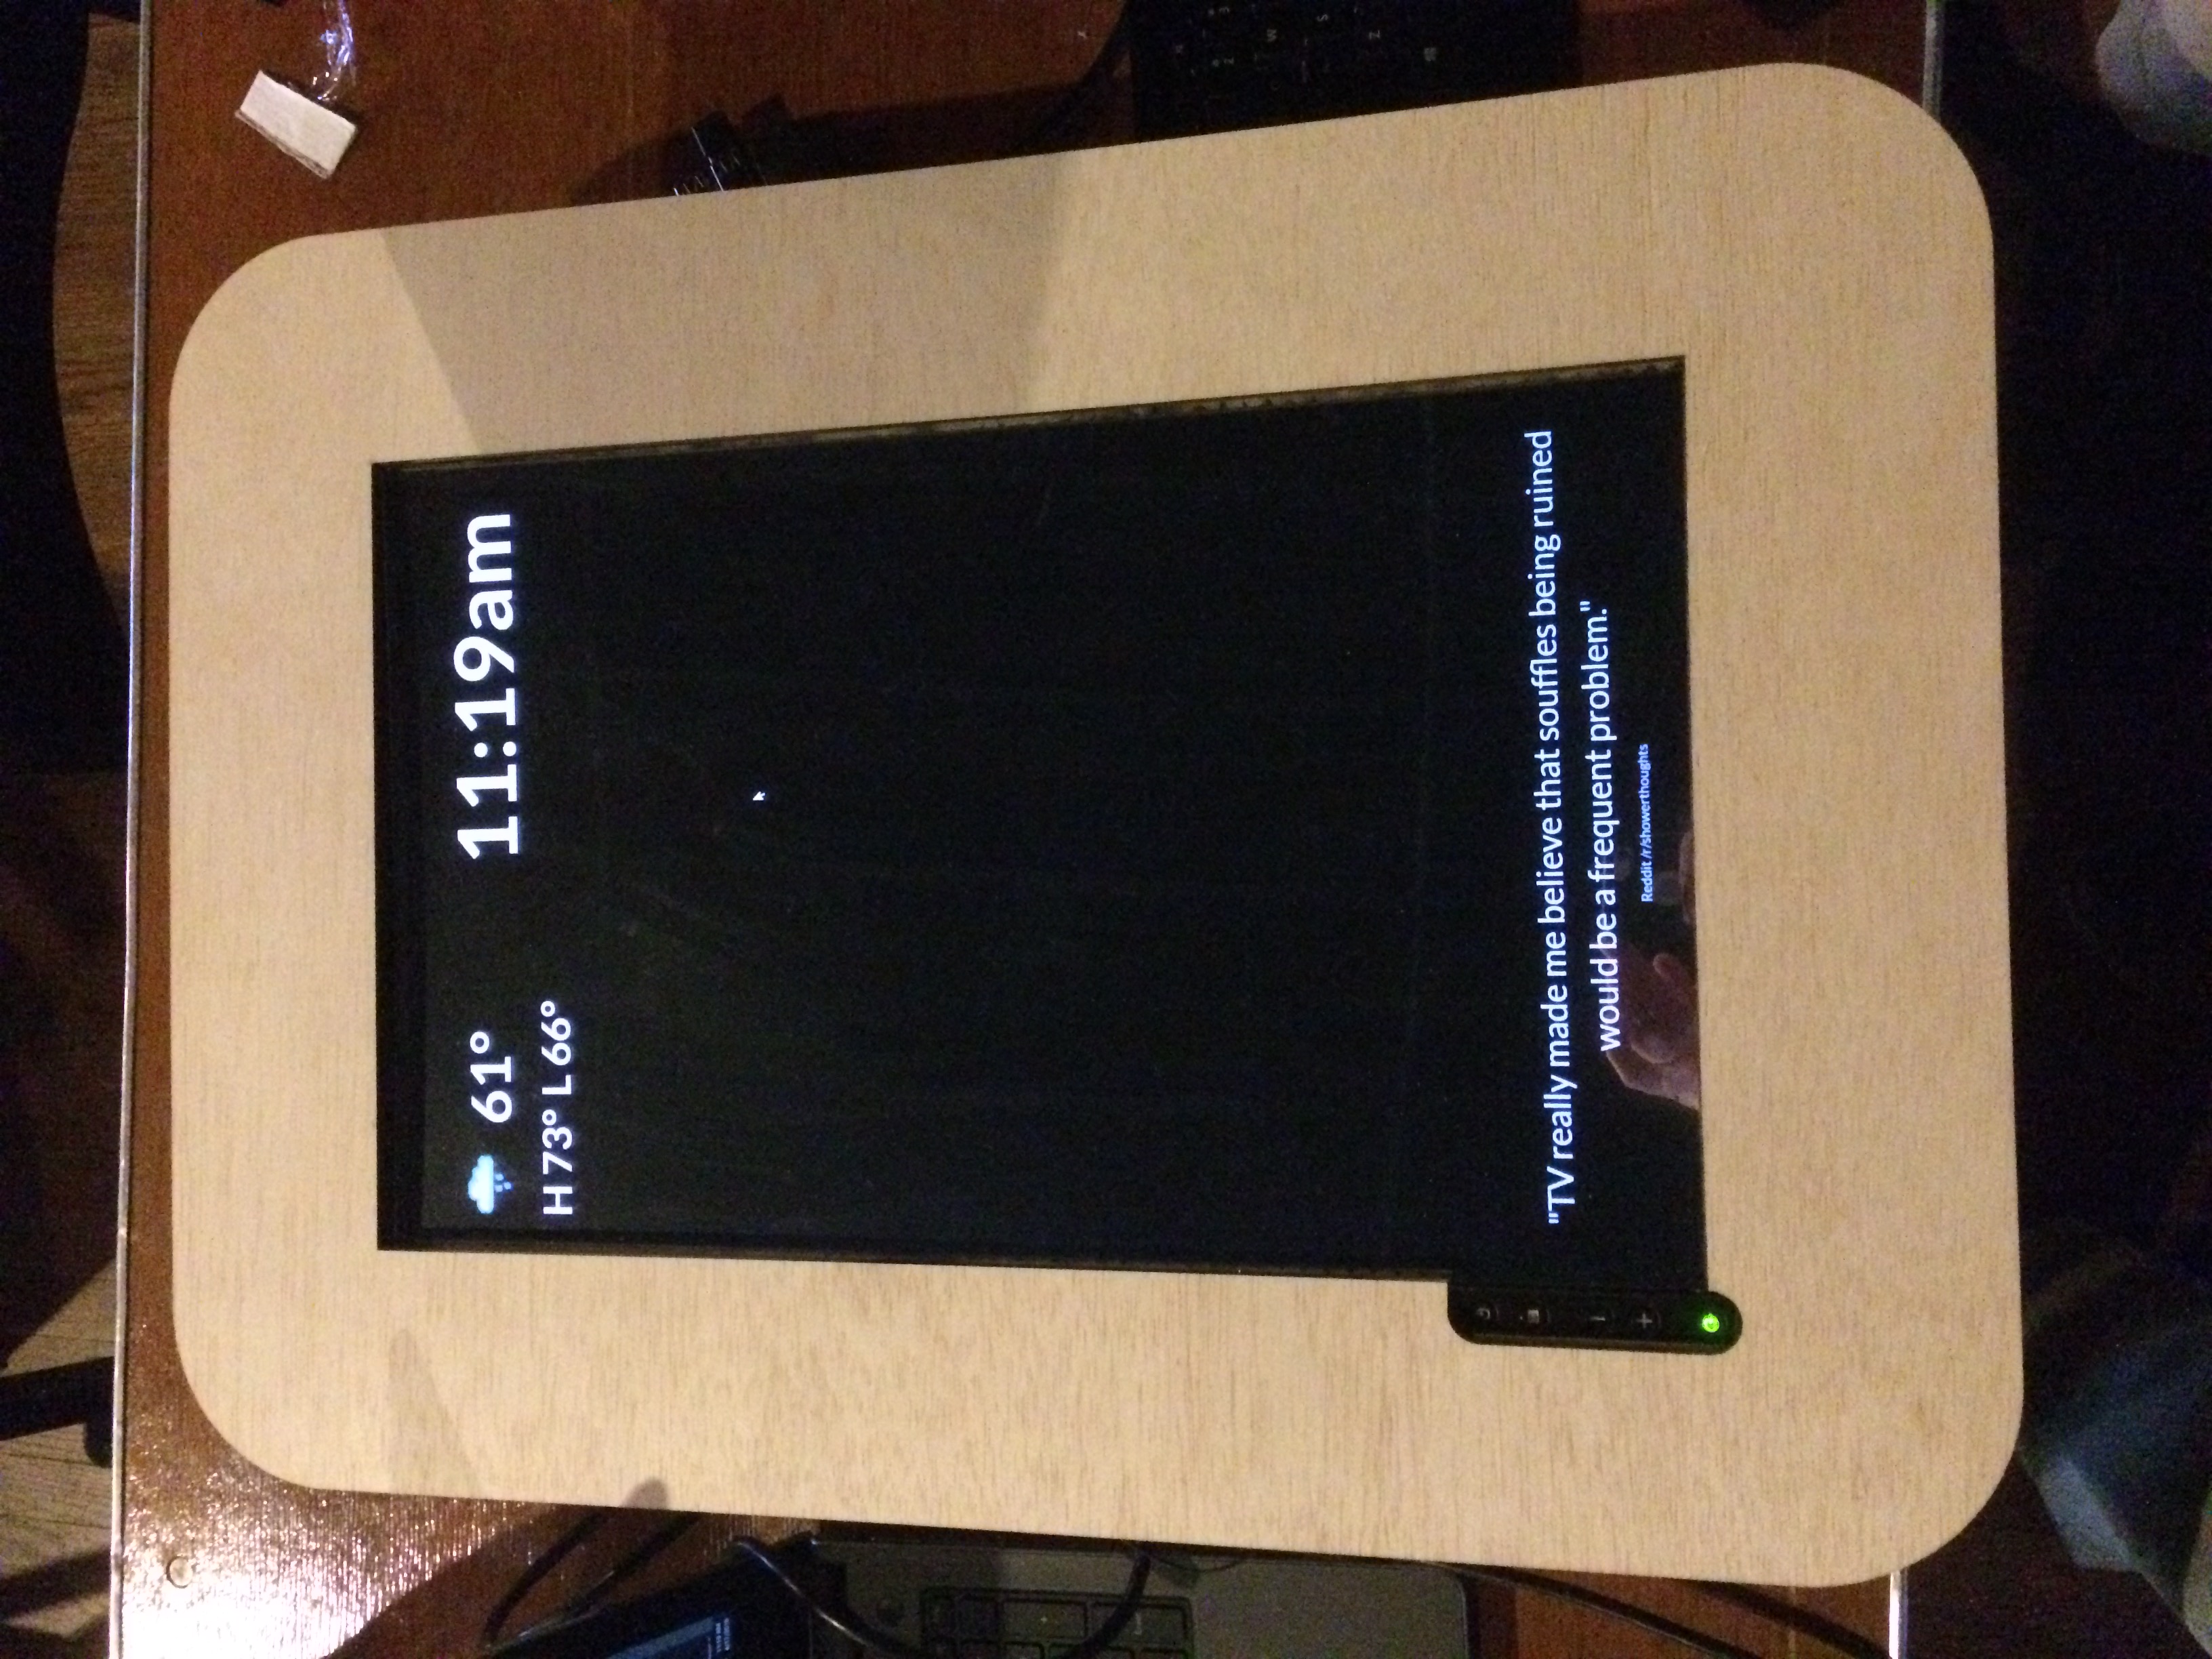 61° 11:19am
H 73° L 66°
"TV really made me believe that souffles being ruined
would be a frequent problem."
Reddit /r/showerthoughts
W
S
Z